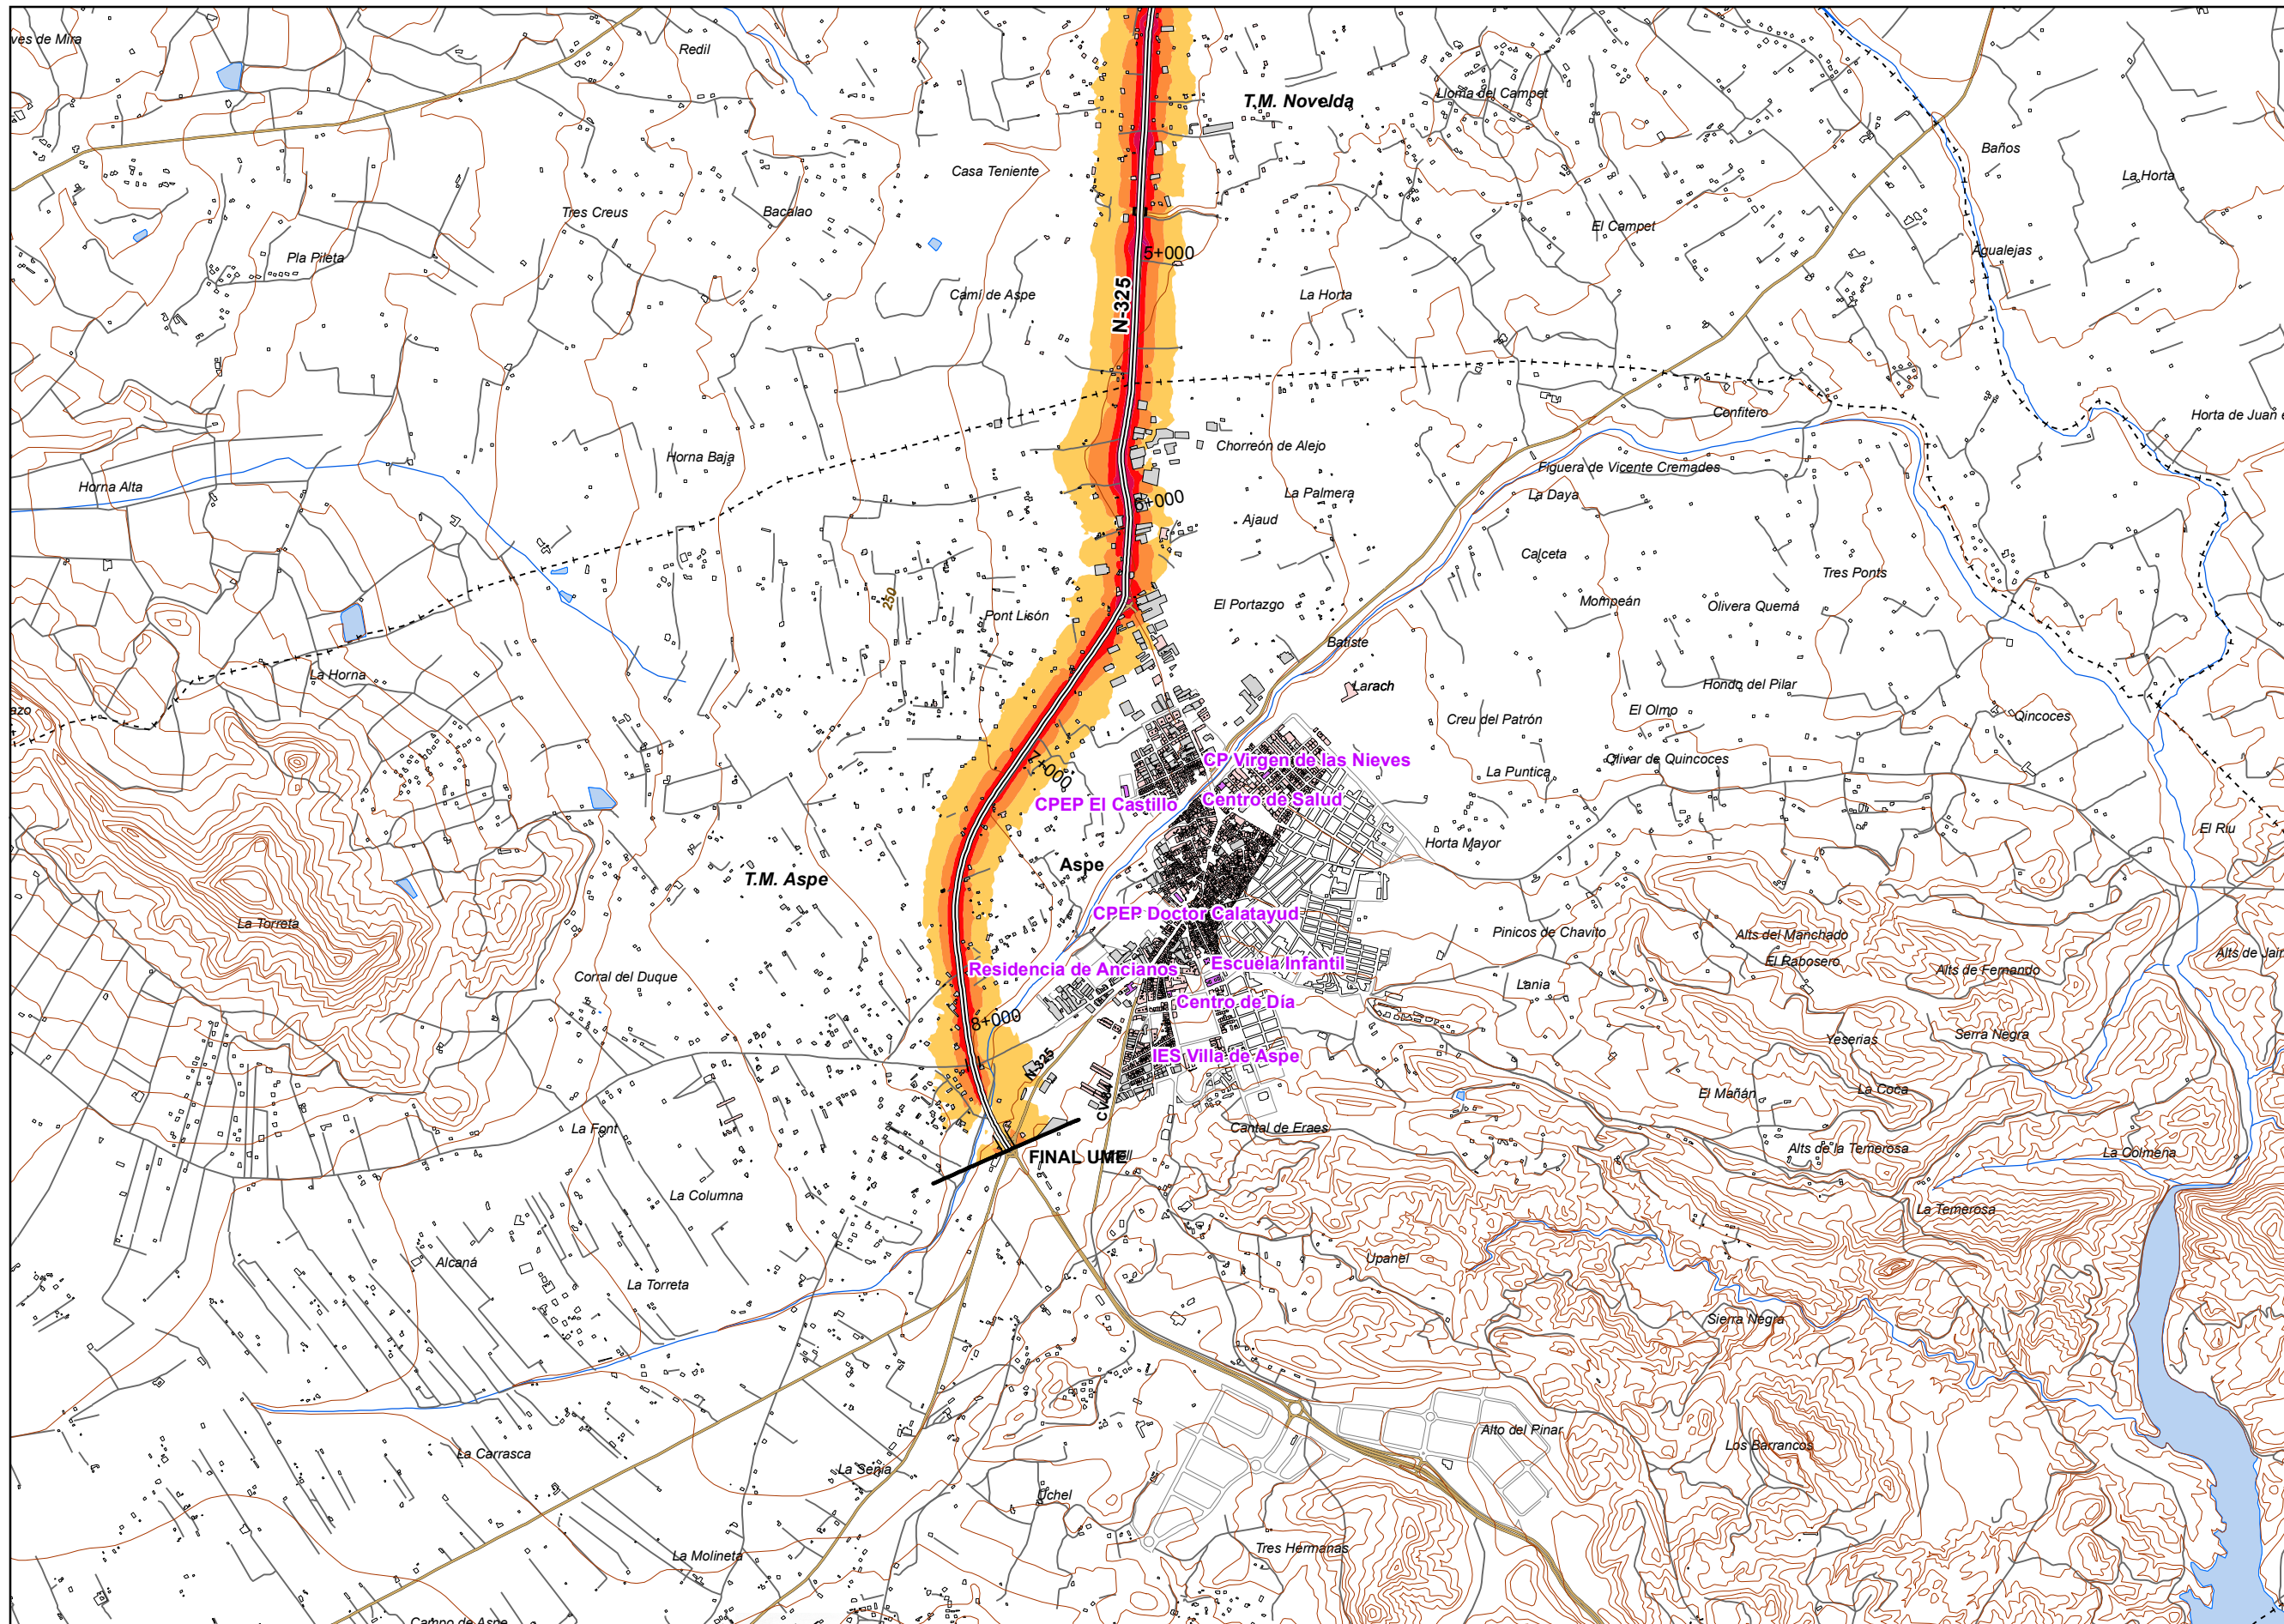 ves de Mira
Redil
T.M. Novelda
Lloma del Campet
Baños
La Horta
Casa Teniente
Tres Creus
Bacalao
El Campet
Pla Pileta
5+000
Agualejas
Camí de Aspe
La Horta
N-325
Confitero
Horta de Juan
Chorreón de Alejo
Horna Baja
Figuera de Vicente Cremades
Horna Alta
La Palmera
La Daya
6+000
Ajaud
Calceta
Tres Ponts
250
Pont Lisón
El Portazgo
Mompeán
Olivera Quemá
Batiste
La Horna
Larach
Hondo del Pilar
azo
El Olmo
Creu del Patrón
Qincoces
CP Virgen de las Nieves
Olivar de Quincoces
7+000
La Puntica
CPEP El Castillo
Centro de Salud
El Riu
Horta Mayor
Aspe
T.M. Aspe
CPEP Doctor Calatayud
La Torreta
Pinicos de Chavito
Alts del Manchado
Alts de Jair
El Rabosero
Residencia de Ancianos
Escuela Infantil
Alts de Fernando
Corral del Duque
Lania
Centro de Día
8+000
Serra Negra
Yeserias
IES Villa de Aspe
N-325
La Coca
El Mañán
CV-84
La Font
Cantal de Eraes
Alts de la Temerosa
La Colmena
FINAL UME
La Columna
La Temerosa
Upanel
Alcaná
La Torreta
Sierra Negra
Alto del Pinar
Los Barrancos
La Carrasca
La Senia
Uchel
Tres Hermanas
La Molineta
Campo de Aspe